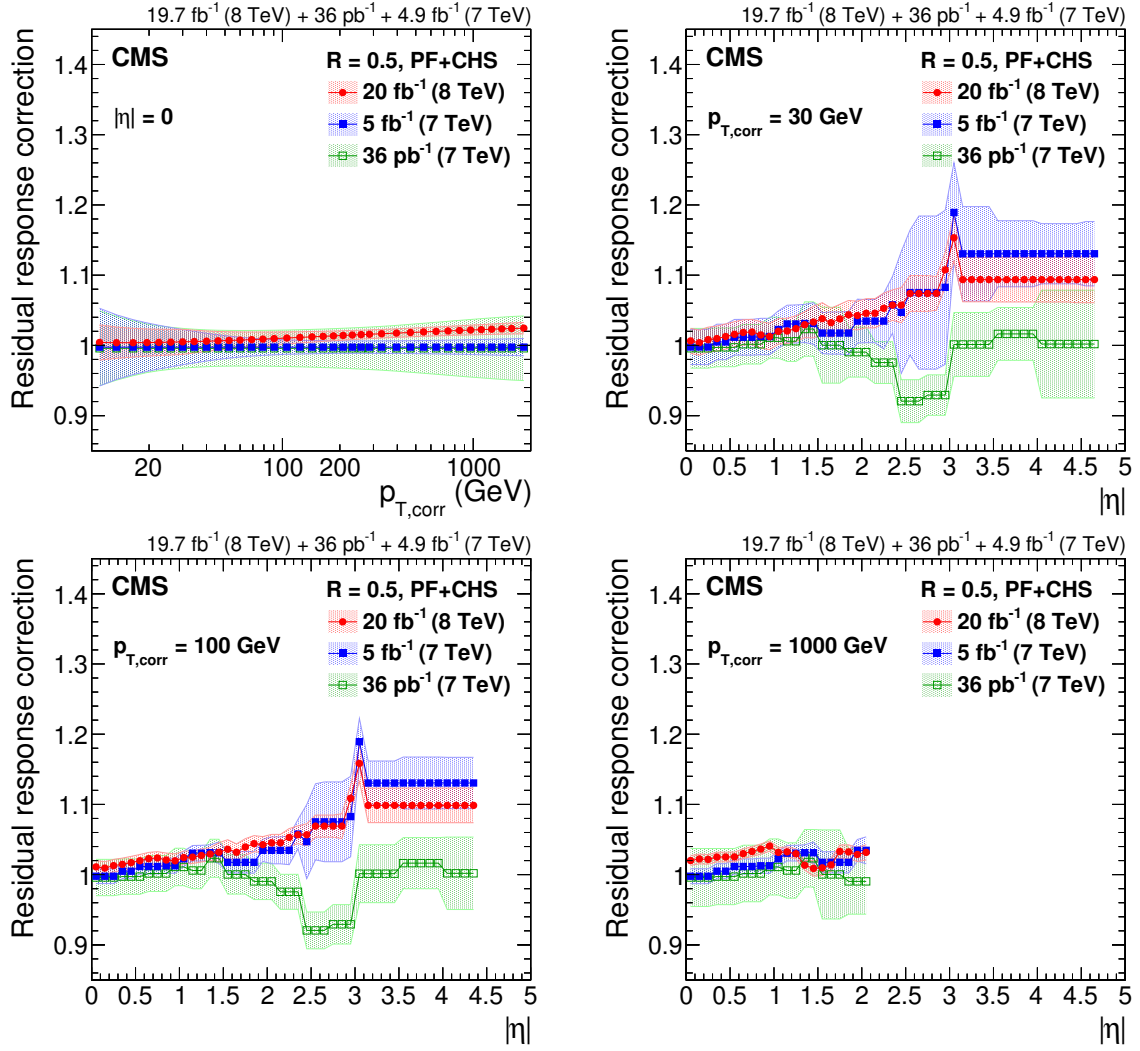 19.7 fb⁻¹ (8 TeV) + 36 pb⁻¹ + 4.9 fb⁻¹ (7 TeV)
CMS
R = 0.5, PF+CHS
20 fb⁻¹ (8 TeV)
|η| = 0
5 fb⁻¹ (7 TeV)
36 pb⁻¹ (7 TeV)
Residual response correction
1.4
1.3
1.2
1.1
1
0.9
20 100 200 1000
p_T,corr (GeV)
19.7 fb⁻¹ (8 TeV) + 36 pb⁻¹ + 4.9 fb⁻¹ (7 TeV)
CMS
R = 0.5, PF+CHS
20 fb⁻¹ (8 TeV)
p_T,corr = 30 GeV
5 fb⁻¹ (7 TeV)
36 pb⁻¹ (7 TeV)
Residual response correction
1.4
1.3
1.2
1.1
1
0.9
0 0.5 1 1.5 2 2.5 3 3.5 4 4.5 5
|η|
19.7 fb⁻¹ (8 TeV) + 36 pb⁻¹ + 4.9 fb⁻¹ (7 TeV)
CMS
R = 0.5, PF+CHS
20 fb⁻¹ (8 TeV)
p_T,corr = 100 GeV
5 fb⁻¹ (7 TeV)
36 pb⁻¹ (7 TeV)
Residual response correction
1.4
1.3
1.2
1.1
1
0.9
0 0.5 1 1.5 2 2.5 3 3.5 4 4.5 5
|η|
19.7 fb⁻¹ (8 TeV) + 36 pb⁻¹ + 4.9 fb⁻¹ (7 TeV)
CMS
R = 0.5, PF+CHS
20 fb⁻¹ (8 TeV)
p_T,corr = 1000 GeV
5 fb⁻¹ (7 TeV)
36 pb⁻¹ (7 TeV)
Residual response correction
1.4
1.3
1.2
1.1
1
0.9
0 0.5 1 1.5 2 2.5 3 3.5 4 4.5 5
|η|